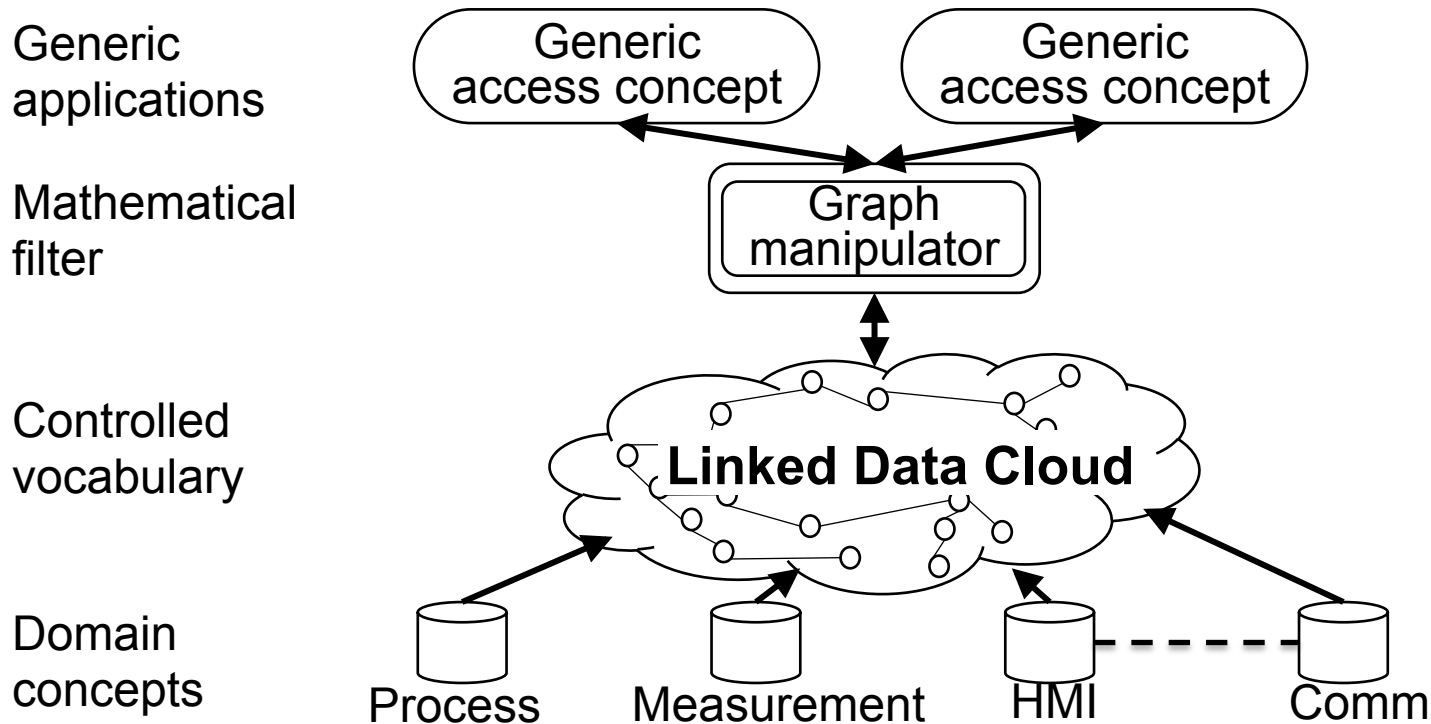 Generic
applications
Generic
access concept
Generic
access concept
Mathematical
filter
Graph
manipulator
Controlled
vocabulary
Linked Data Cloud
Domain
concepts
Process
Measurement
HMI
Comm